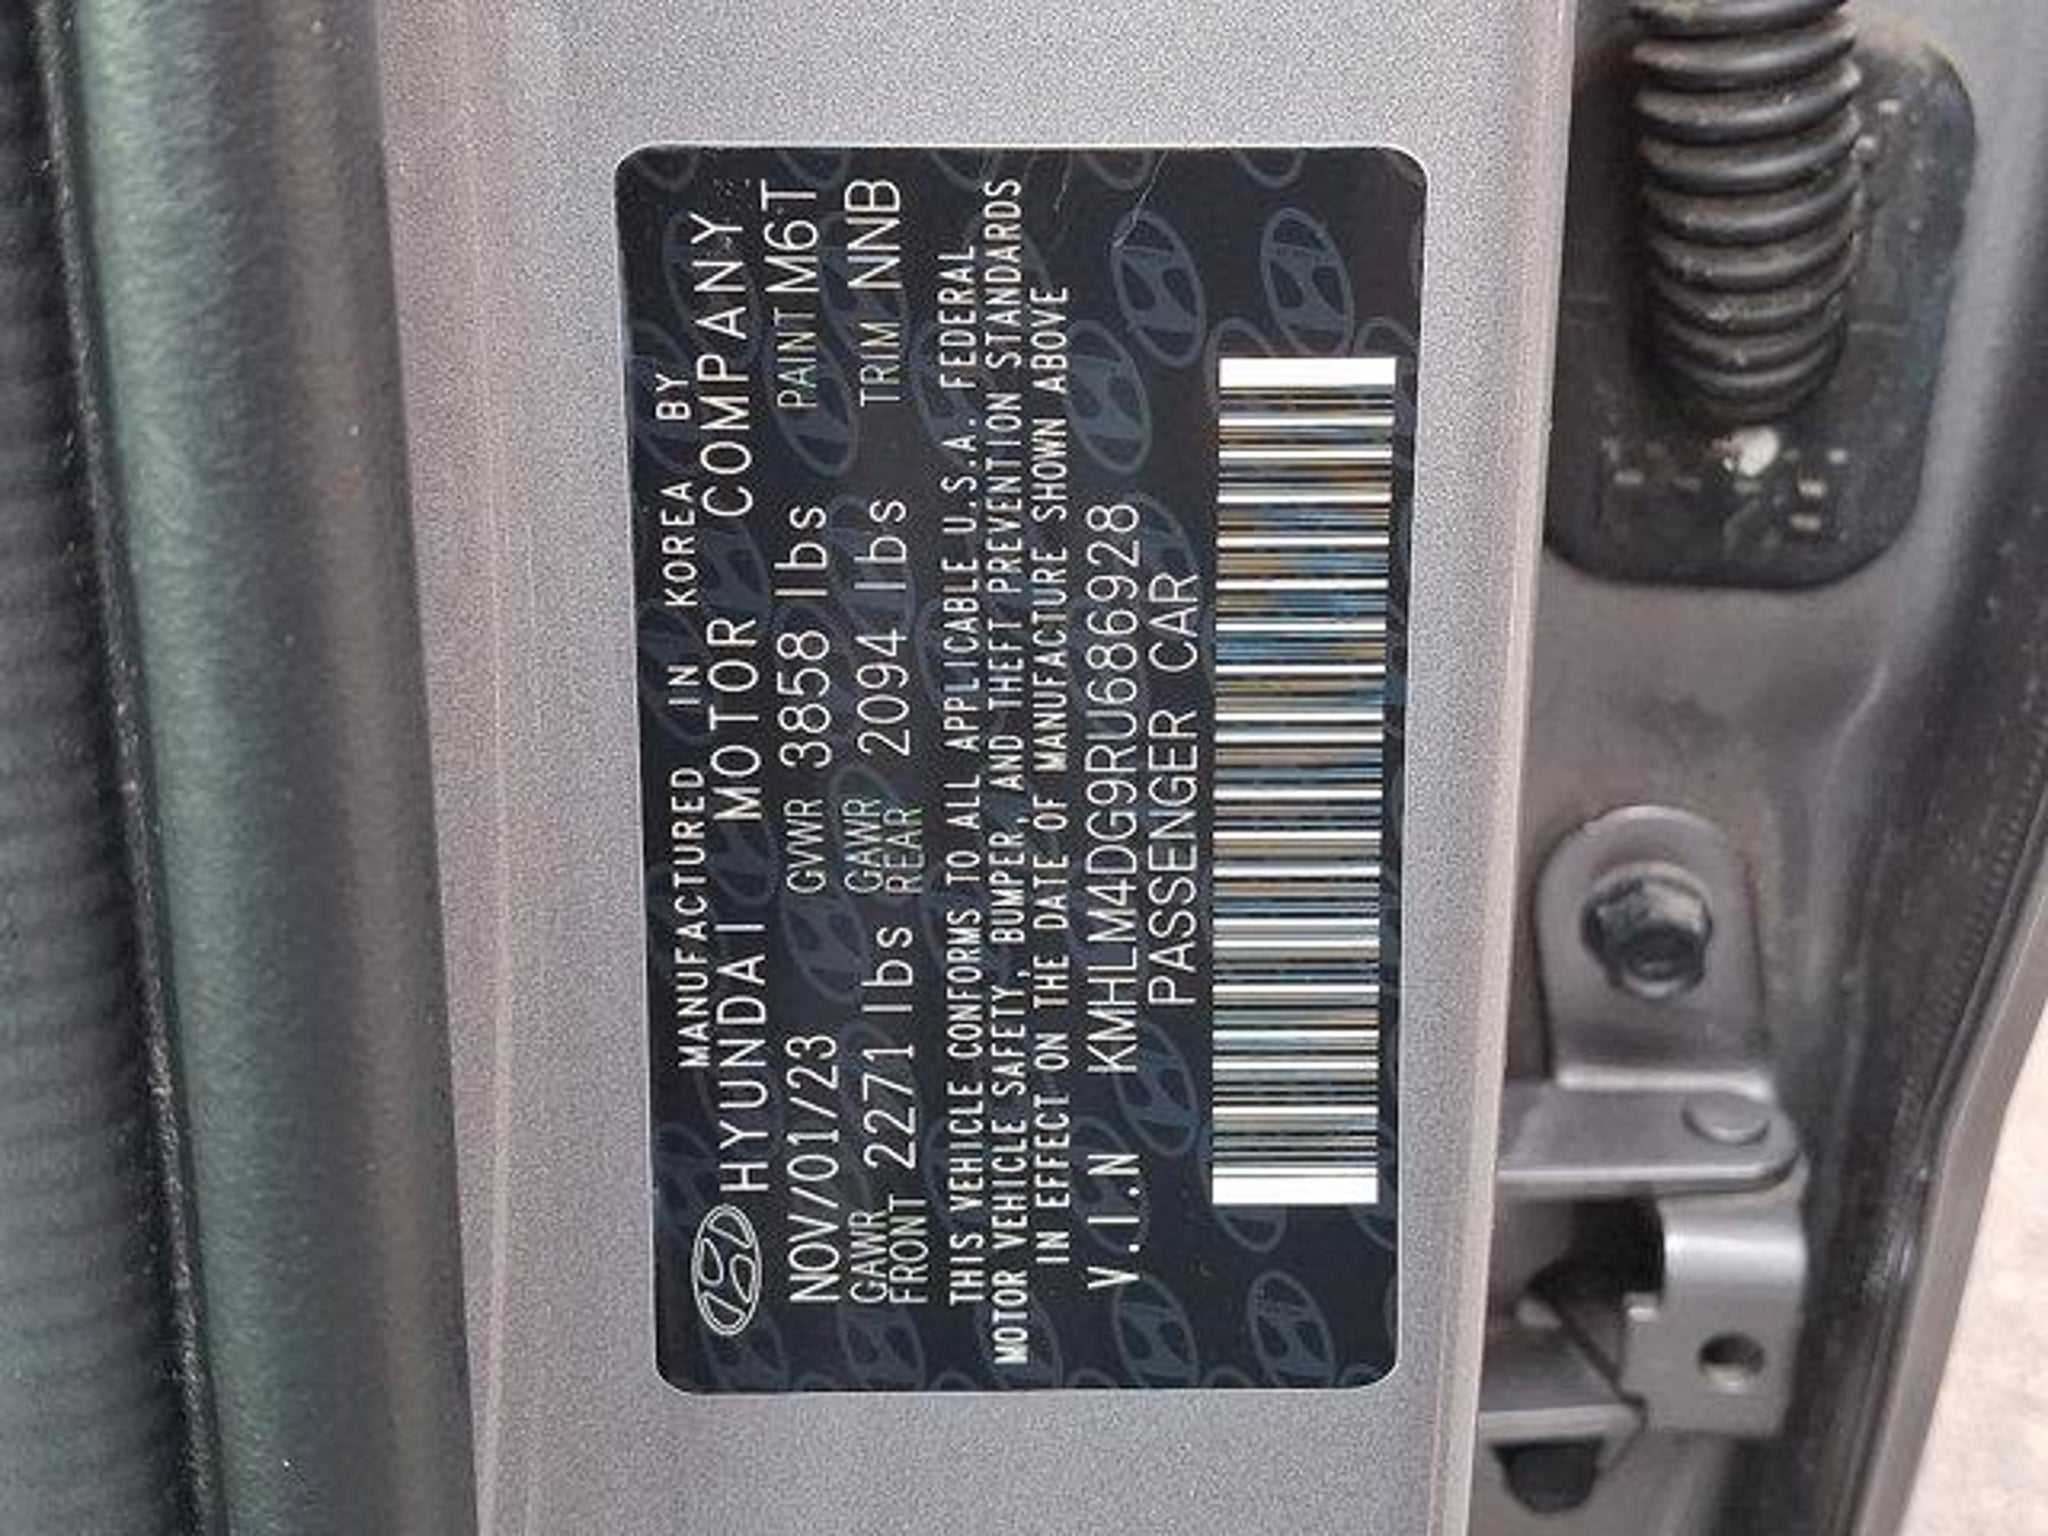 MANUFACTURED IN KOREA BY
HYUNDAI MOTOR COMPANY
NOV/01/23 GVWR 3858 lbs PAINT M6T
GAWR FRONT 2271 lbs GAWR REAR 2094 lbs TRIM NNB
THIS VEHICLE CONFORMS TO ALL APPLICABLE U.S.A. FEDERAL
MOTOR VEHICLE SAFETY, BUMPER, AND THEFT PREVENTION STANDARDS
IN EFFECT ON THE DATE OF MANUFACTURE SHOWN ABOVE
V.I.N KMHLM4DG9RU686928
PASSENGER CAR